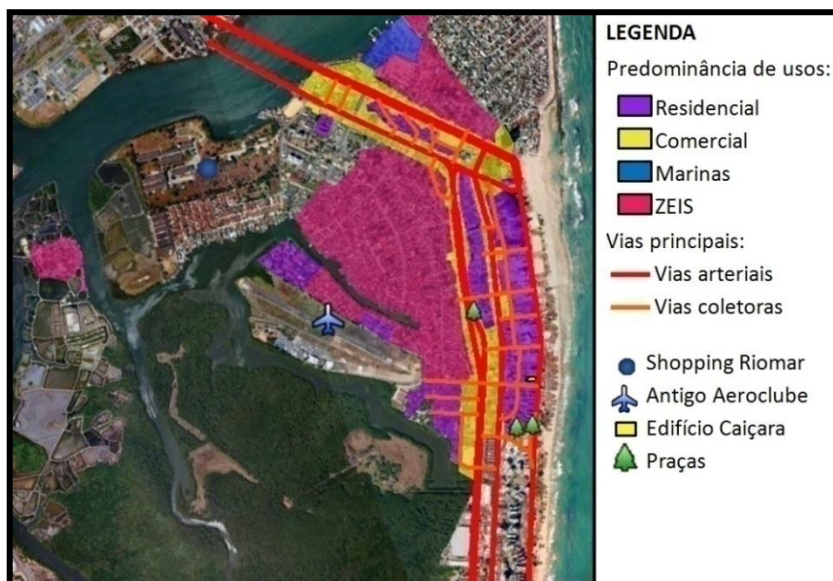 LEGENDA
Predominância de usos:
Residencial
Comercial
Marinas
ZEIS
Vias principais:
Vias arteriais
Vias coletoras
Shopping Riomar
Antigo Aeroclube
Edifício Caiçara
Praças